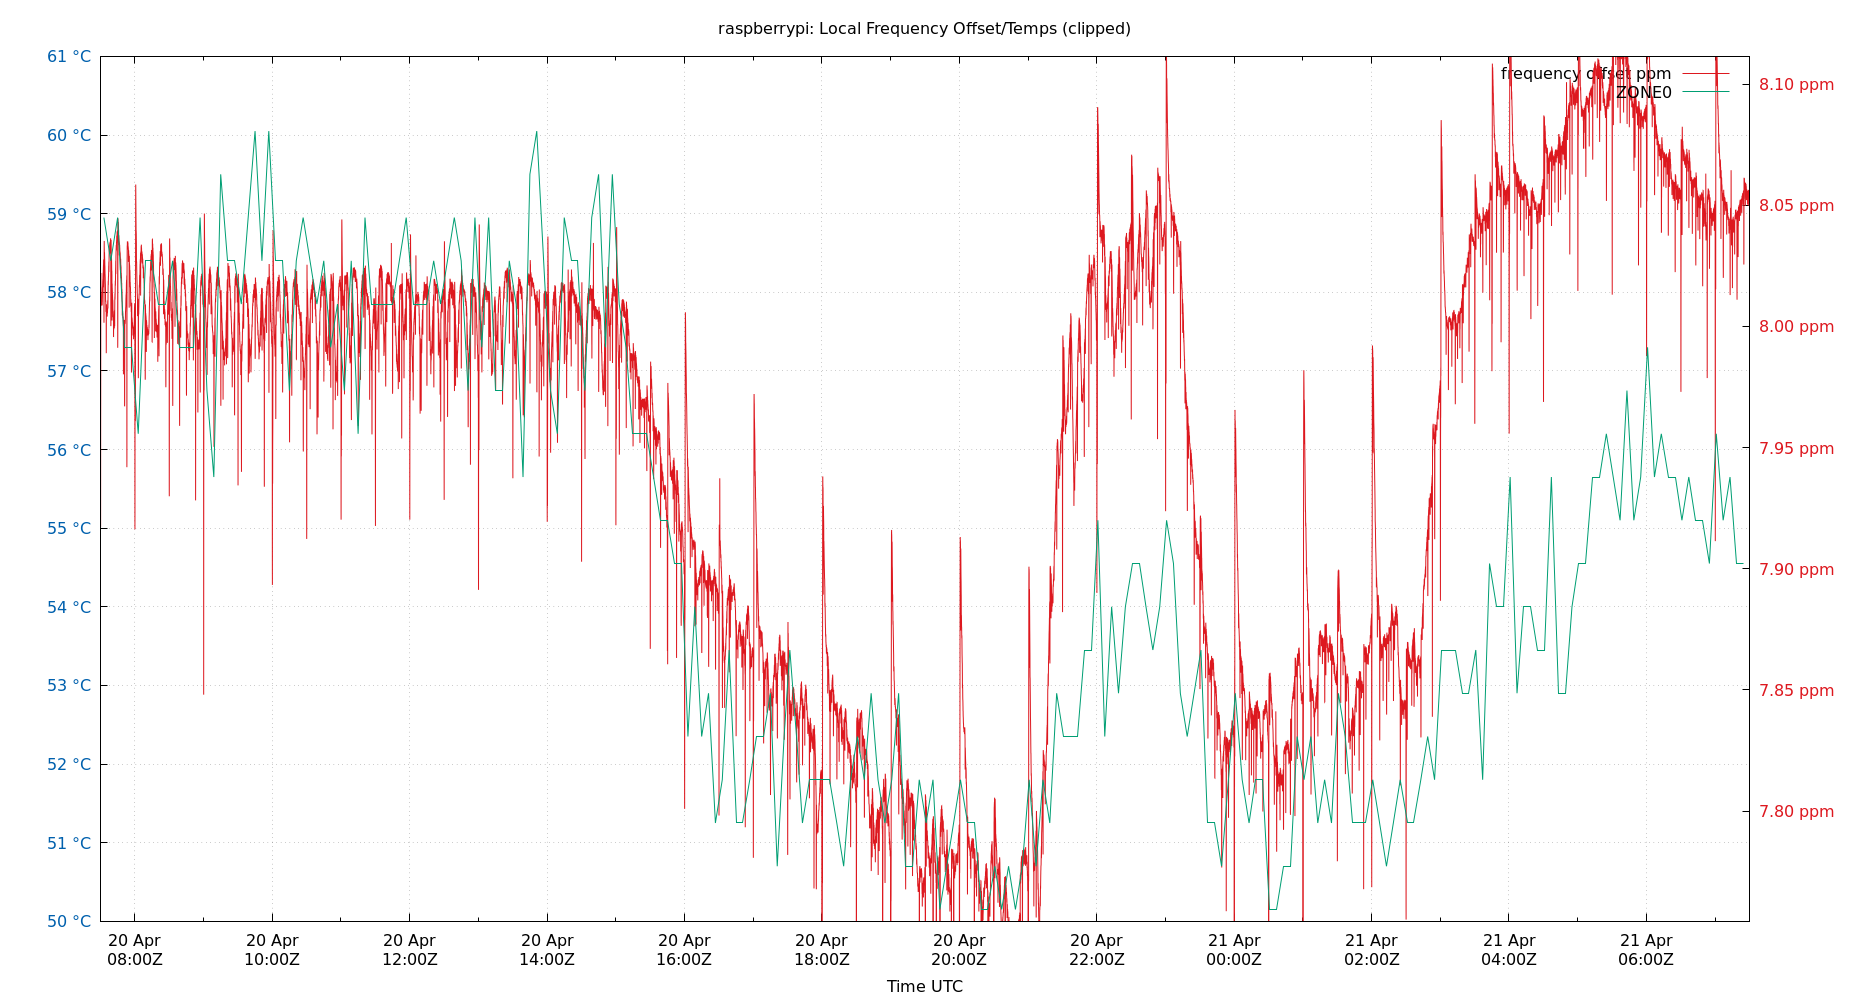 raspberrypi: Local Frequency Offset/Temps (clipped)
61 °C
60 °C
59 °C
58 °C
57 °C
56 °C
55 °C
54 °C
53 °C
52 °C
51 °C
50 °C
frequency offset ppm
ZONE0
8.10 ppm
8.05 ppm
8.00 ppm
7.95 ppm
7.90 ppm
7.85 ppm
7.80 ppm
20 Apr 20 Apr 20 Apr 20 Apr 20 Apr 20 Apr 20 Apr 20 Apr 21 Apr 21 Apr 21 Apr 21 Apr
08:00Z 10:00Z 12:00Z 14:00Z 16:00Z 18:00Z 20:00Z 22:00Z 00:00Z 02:00Z 04:00Z 06:00Z
Time UTC